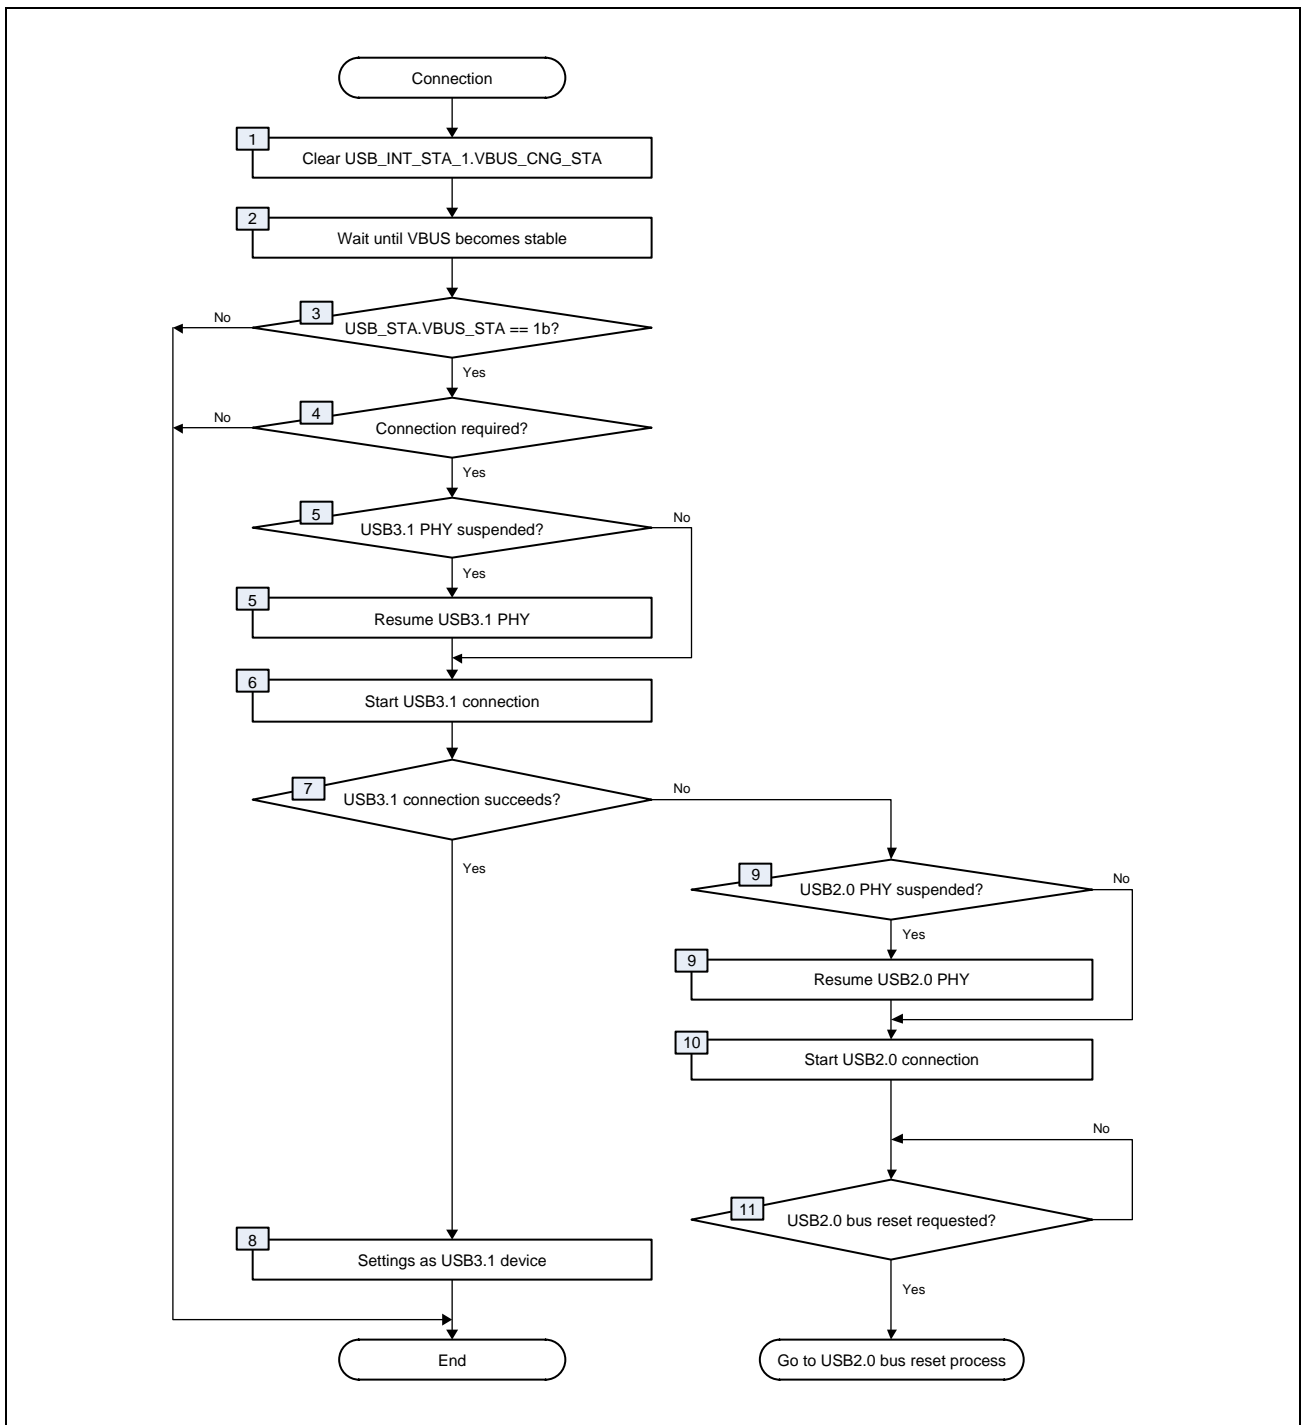 Connection
1
Clear USB_INT_STA_1.VBUS_CNG_STA
2
Wait until VBUS becomes stable
3
No
USB_STA.VBUS_STA == 1b?
Yes
4
No
Connection required?
Yes
5
No
USB3.1 PHY suspended?
Yes
5
Resume USB3.1 PHY
6
Start USB3.1 connection
7
No
USB3.1 connection succeeds?
Yes
9
No
USB2.0 PHY suspended?
Yes
9
Resume USB2.0 PHY
10
Start USB2.0 connection
No
11
USB2.0 bus reset requested?
8
Settings as USB3.1 device
Yes
End
Go to USB2.0 bus reset process